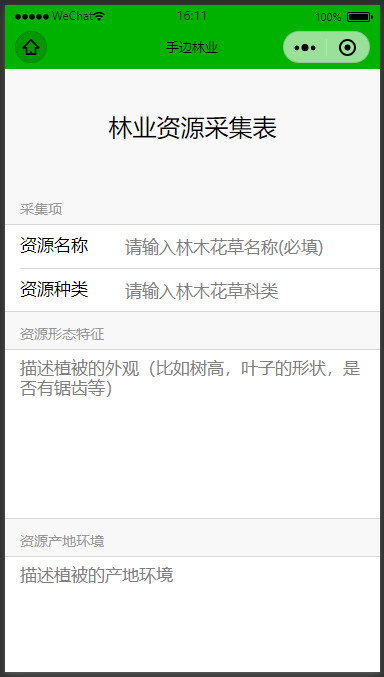 WeChat 16:11 100%
手边林业
林业资源采集表
采集项
资源名称 请输入林木花草名称(必填)
资源种类 请输入林木花草科类
资源形态特征
描述植被的外观（比如树高，叶子的形状，是
否有锯齿等）
资源产地环境
描述植被的产地环境